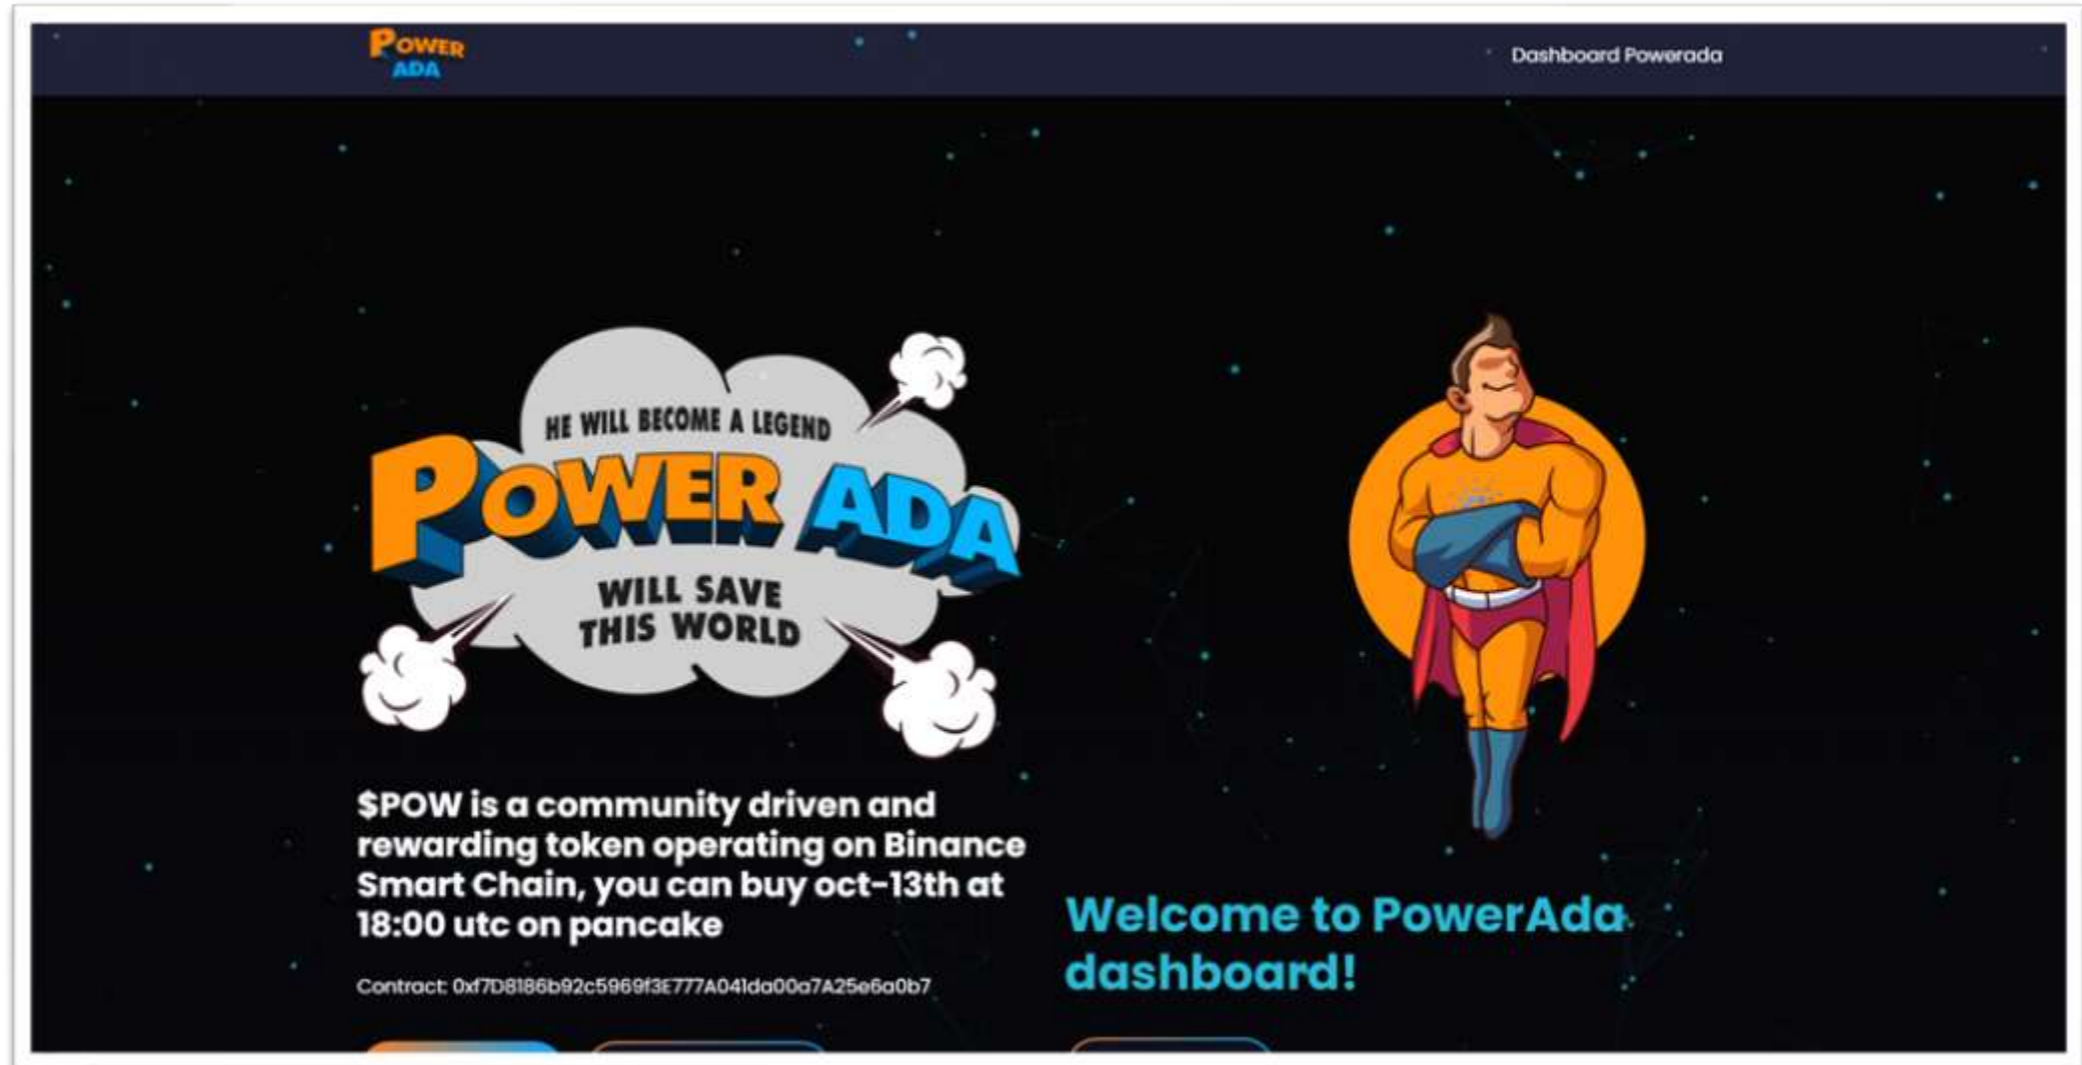 POWER
ADA
Dashboard Powerada
HE WILL BECOME A LEGEND
POWER ADA
WILL SAVE
THIS WORLD
$POW is a community driven and
rewarding token operating on Binance
Smart Chain, you can buy oct-13th at
18:00 utc on pancake
Contract: 0xf7D8186b92c5969f3E777A041da00a7A25e6a0b7
Welcome to PowerAda
dashboard!